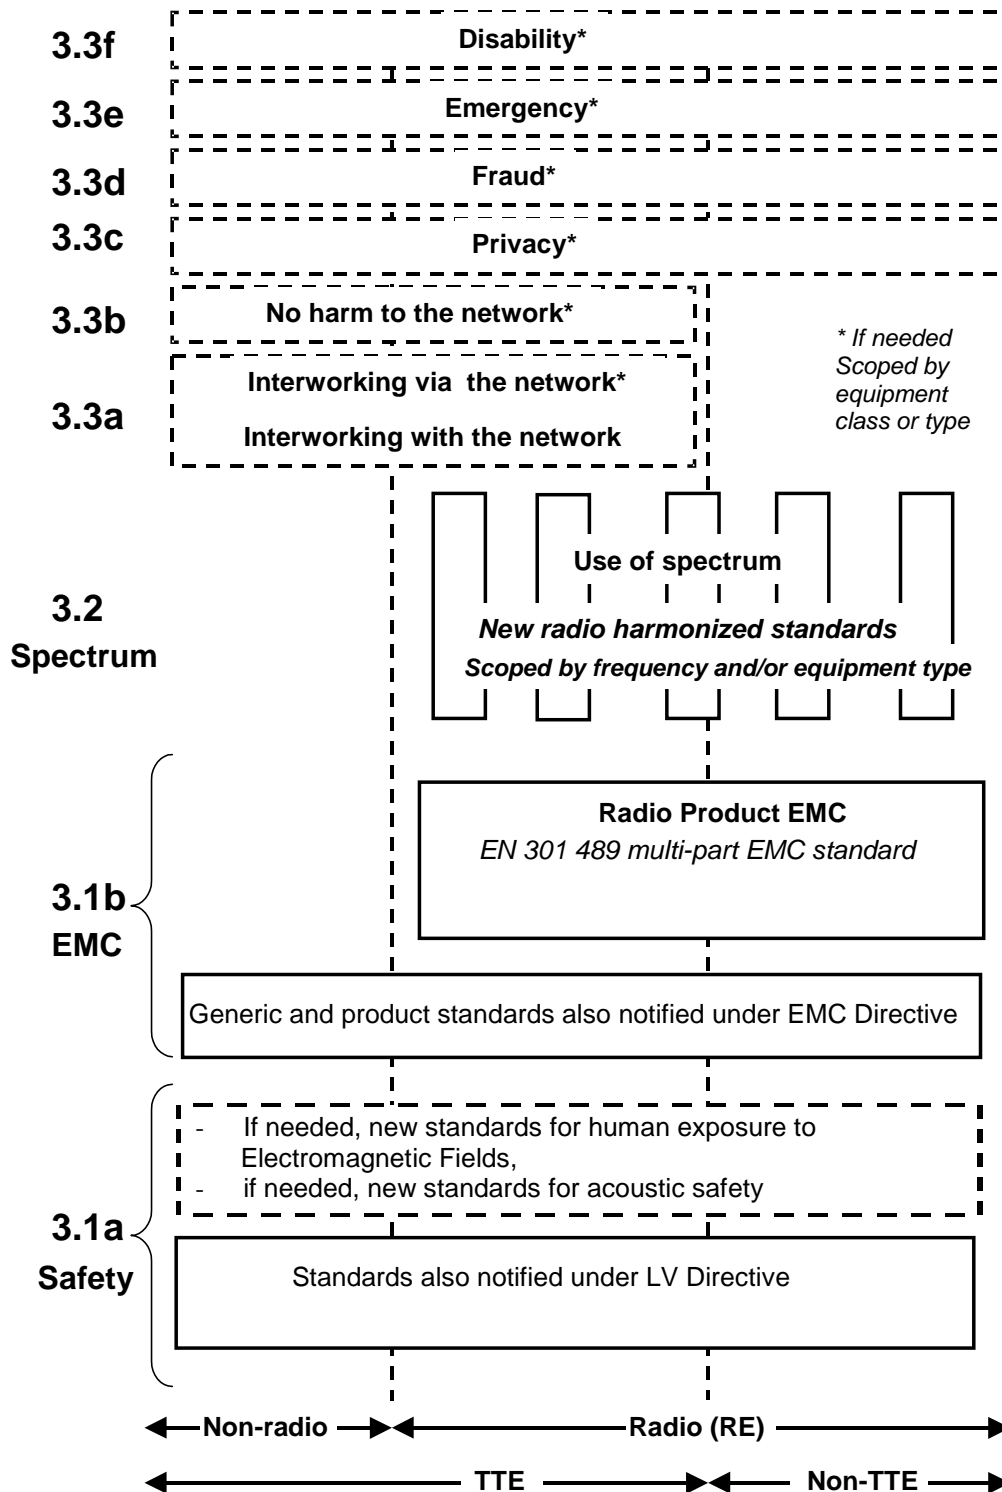 3.3f
Disability*
3.3e
Emergency*
3.3d
Fraud*
3.3c
Privacy*
3.3b
No harm to the network*
* If needed
Scoped by
equipment
class or type
3.3a
Interworking via the network*
Interworking with the network
3.2
Spectrum
Use of spectrum
New radio harmonized standards
Scoped by frequency and/or equipment type
3.1b
EMC
Radio Product EMC
EN 301 489 multi-part EMC standard
Generic and product standards also notified under EMC Directive
3.1a
Safety
- If needed, new standards for human exposure to
Electromagnetic Fields,
- if needed, new standards for acoustic safety
Standards also notified under LV Directive
Non-radio
Radio (RE)
TTE
Non-TTE